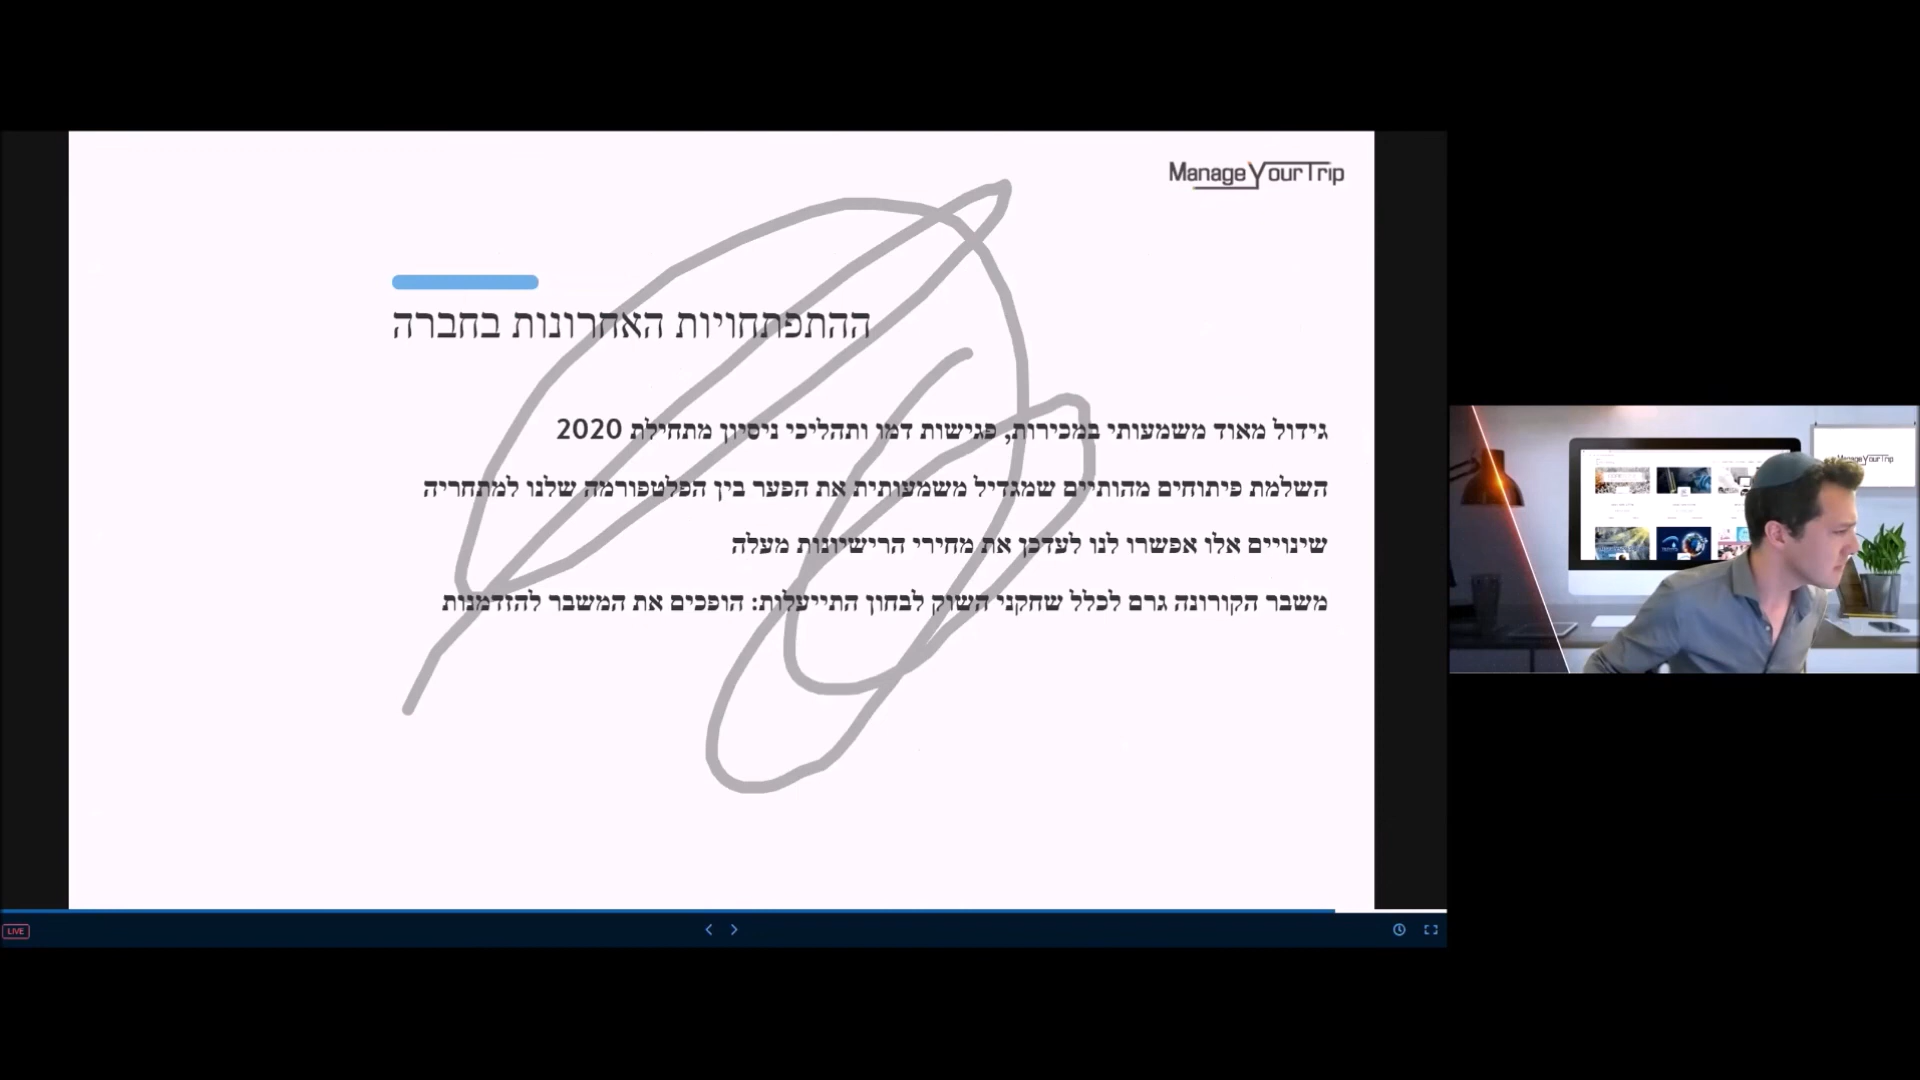 ManageYourTrip
ההתפתחויות האחרונות בחברה
גידול מאוד משמעותי במכירות, פגישות דמו ותהליכי ניסיון מתחילת 2020
השלמת פיתוחים מהותיים שמגדיל משמעותית את הפער בין הפלטפורמה שלנו למתחריה
שינויים אלו אפשרו לנו לעדכן את מחירי הרישיונות מעלה
משבר הקורונה גרם לכלל שחקני השוק לבחון התייעלות: הופכים את המשבר להזדמנות
LIVE
ManageYourTrip